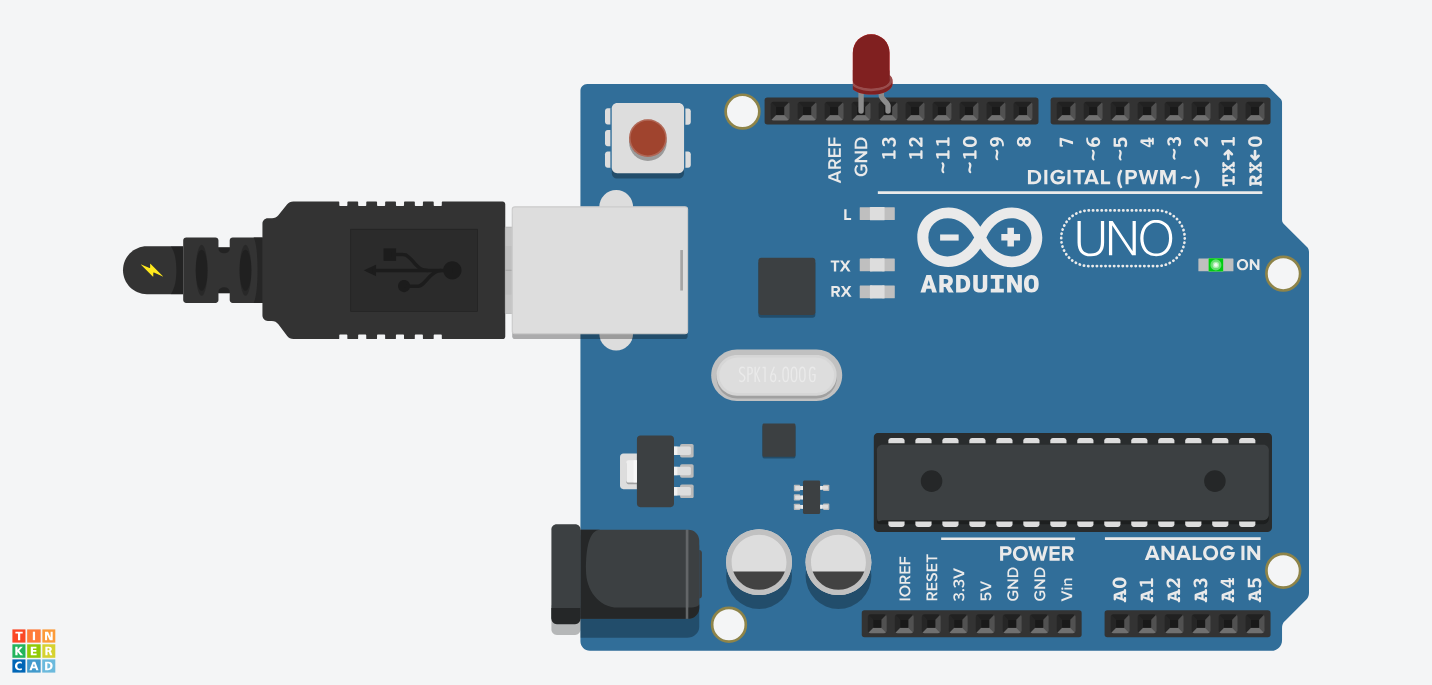 AREF
GND
13
12
~11
~10
~9
8
7
~6
~5
4
~3
2
TX→1
RX←0
DIGITAL (PWM~)
L
TX
RX
ARDUINO
UNO
ON
SPK16.000G
POWER
ANALOG IN
IOREF
RESET
3.3V
5V
GND
GND
Vin
A0
A1
A2
A3
A4
A5
TIN
KER
CAD